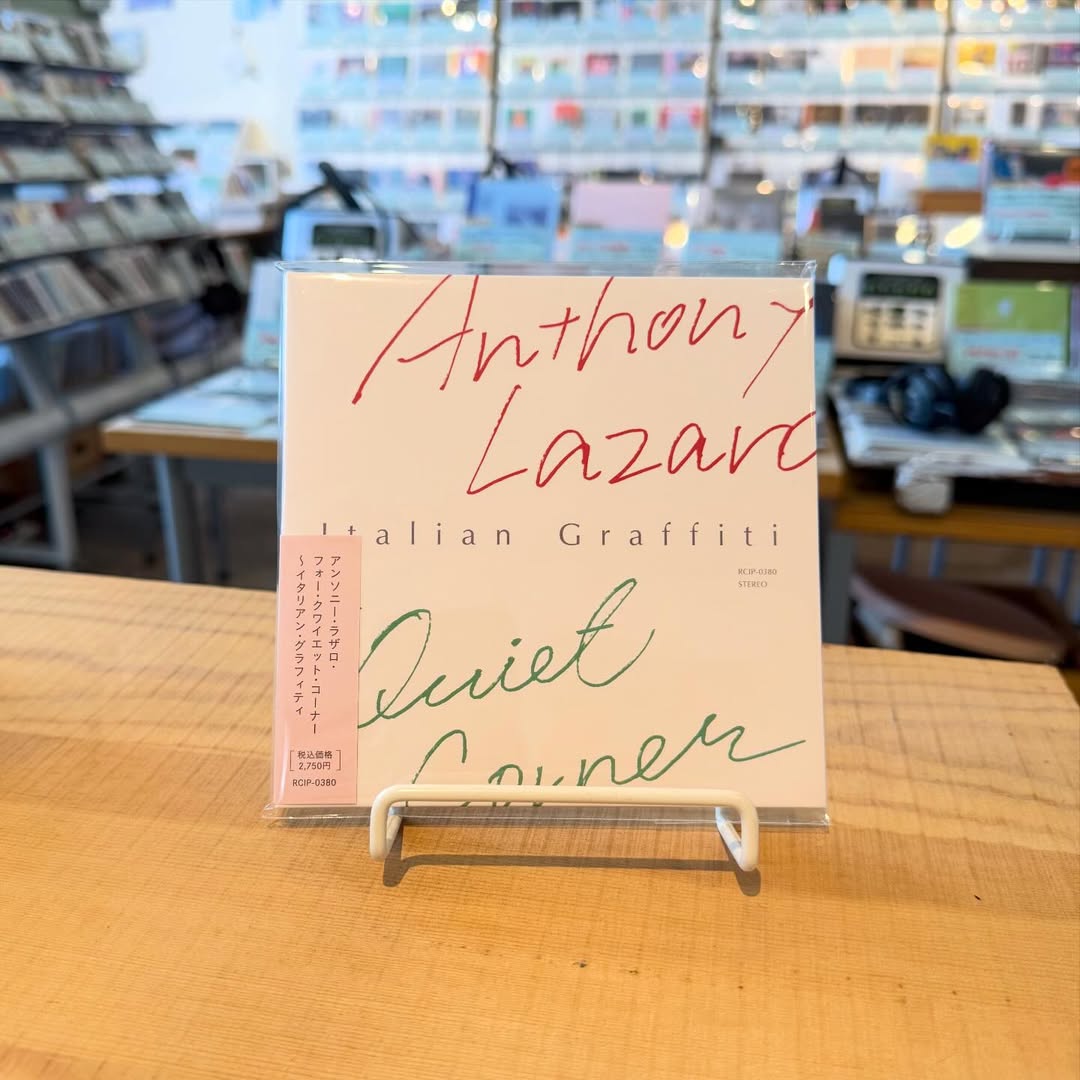 Anthony
Lazaro
Italian Graffiti
RCIP-0380
STEREO
Quiet
Corner
アンソニー・ラザロ・
フォー・クワイエット・コーナー
〜イタリアン・グラフィティ
[税込価格
2,750円]
RCIP-0380